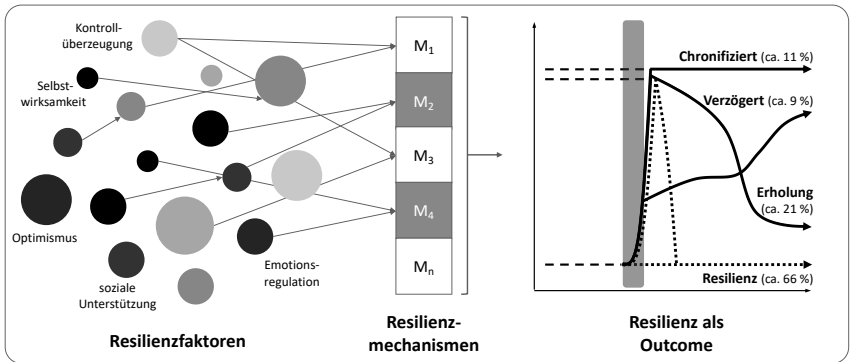 Kontroll-
überzeugung
Selbst-
wirksamkeit
Optimismus
soziale
Unterstützung
Emotions-
regulation
Resilienzfaktoren
M1
M2
M3
M4
Mn
Resilienz-
mechanismen
Chronifiziert (ca. 11 %)
Verzögert (ca. 9 %)
Erholung
(ca. 21 %)
Resilienz (ca. 66 %)
Resilienz als
Outcome